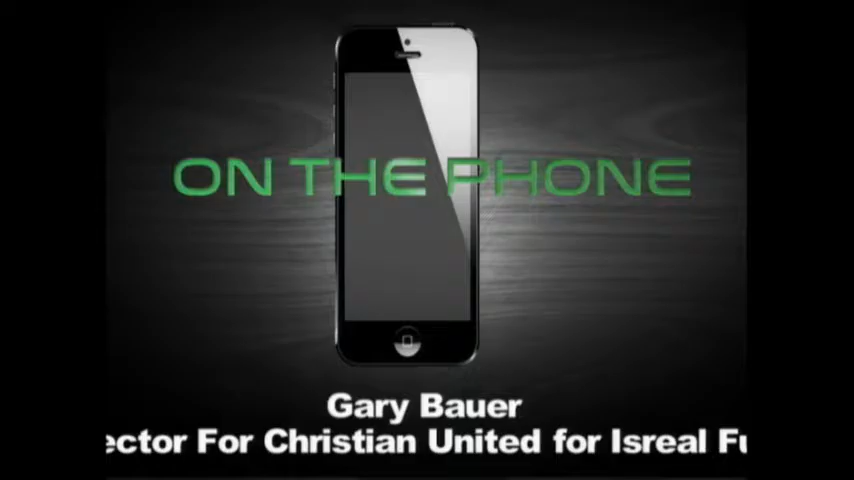 ON THE PHONE
Gary Bauer
ector For Christian United for Isreal Fu